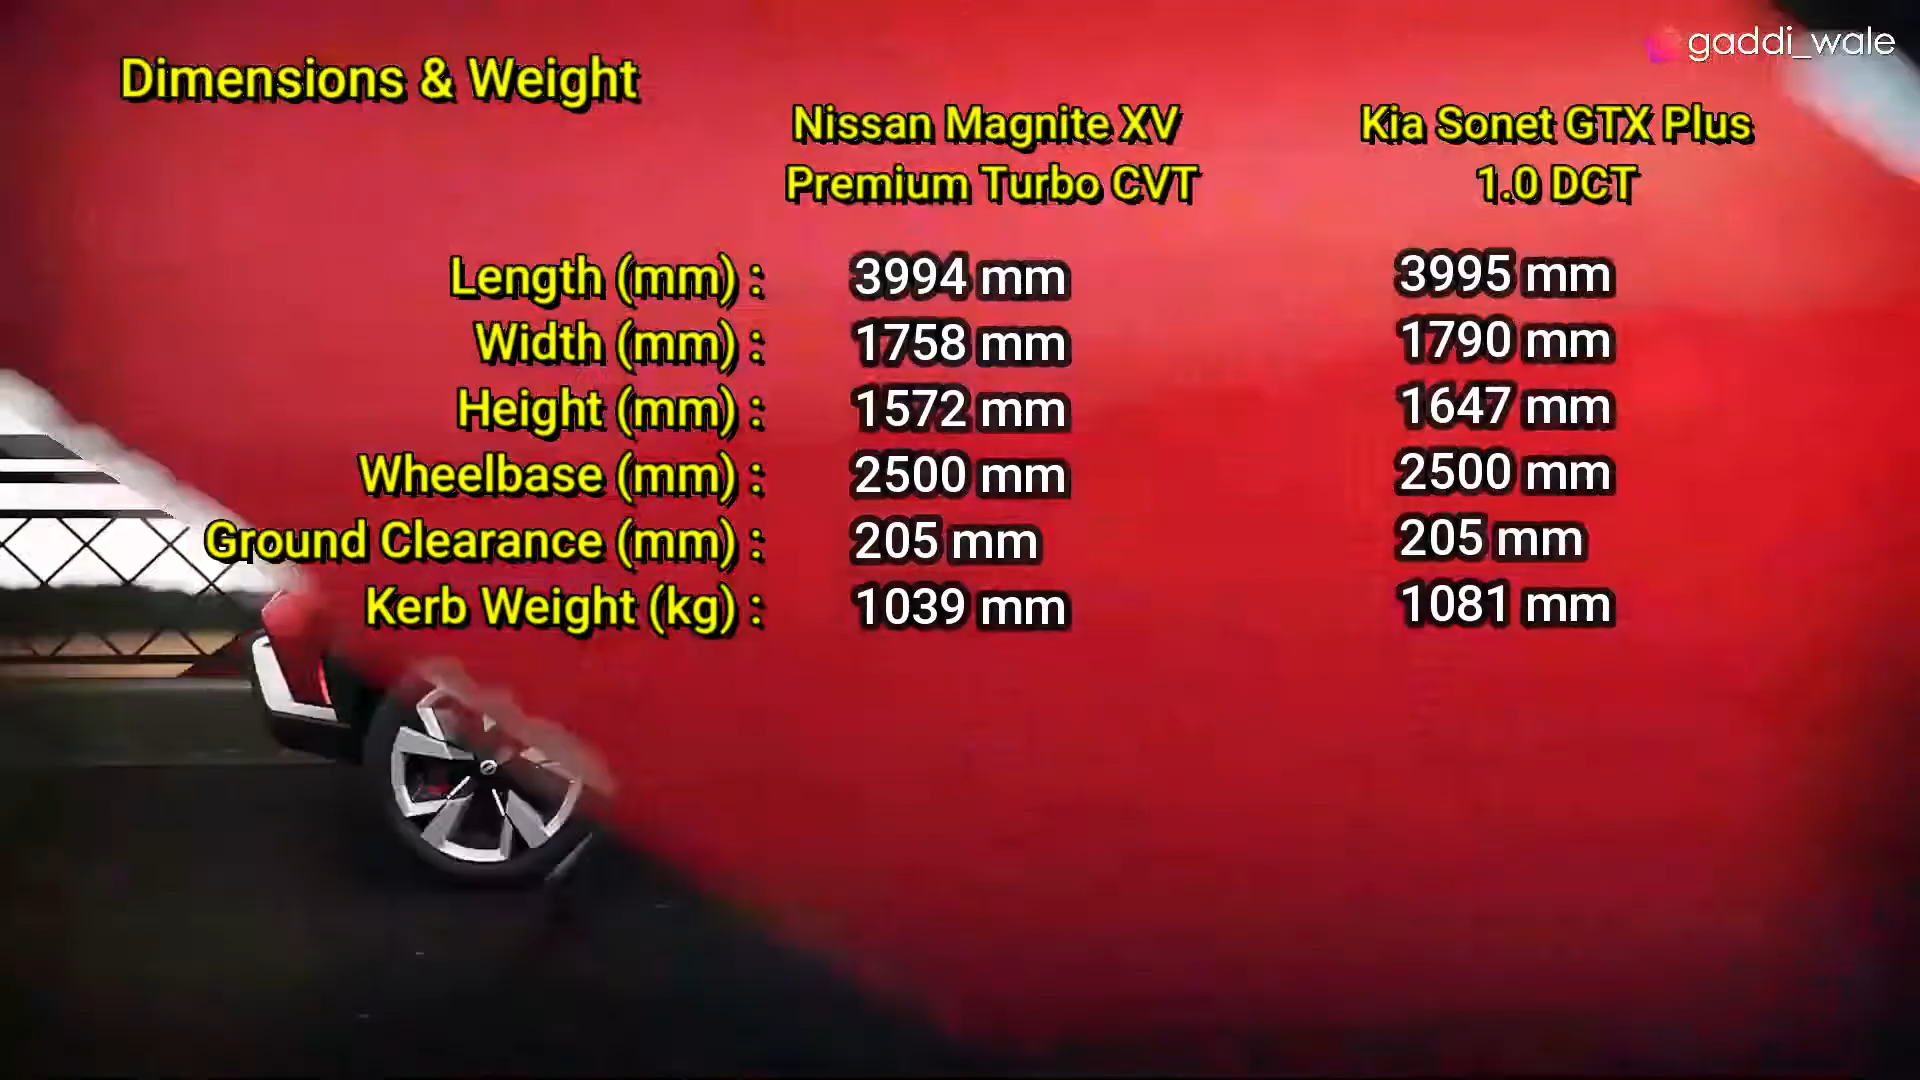 gaddi_wale
Dimensions & Weight
Nissan Magnite XV
Premium Turbo CVT
Kia Sonet GTX Plus
1.0 DCT
Length (mm) : 3994 mm 3995 mm
Width (mm) : 1758 mm 1790 mm
Height (mm) : 1572 mm 1647 mm
Wheelbase (mm) : 2500 mm 2500 mm
Ground Clearance (mm) : 205 mm 205 mm
Kerb Weight (kg) : 1039 mm 1081 mm